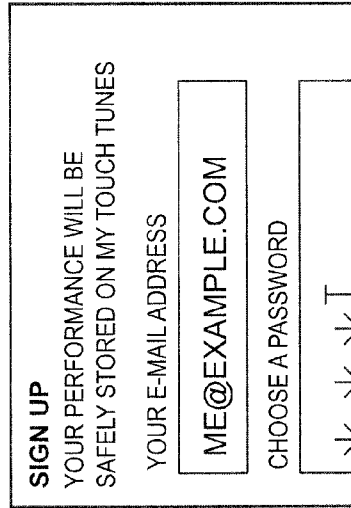 SIGN UP
YOUR PERFORMANCE WILL BE
SAFELY STORED ON MY TOUCH TUNES
YOUR E-MAIL ADDRESS
ME@EXAMPLE.COM
CHOOSE A PASSWORD
***T